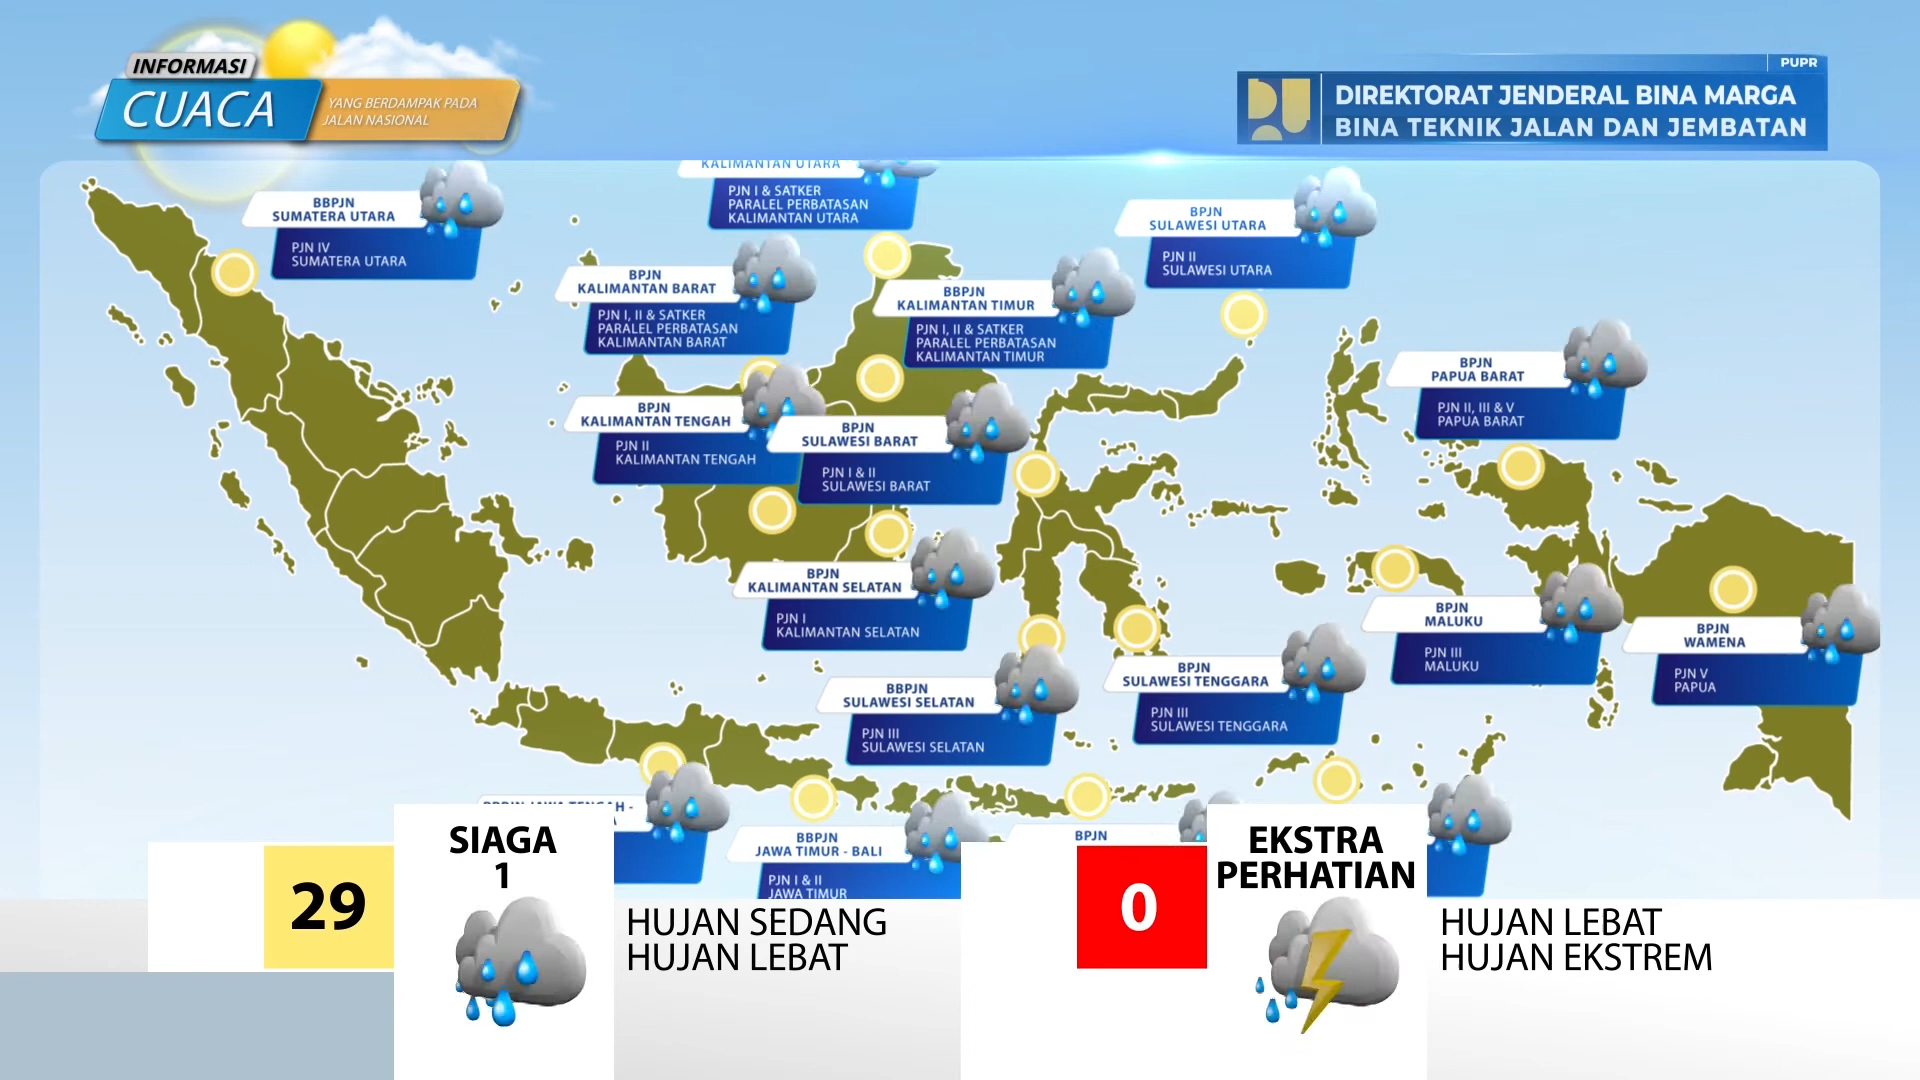 INFORMASI
CUACA
YANG BERDAMPAK PADA
JALAN NASIONAL
PUPR
DIREKTORAT JENDERAL BINA MARGA
BINA TEKNIK JALAN DAN JEMBATAN
BBPJN
SUMATERA UTARA
PJN IV
SUMATERA UTARA
KALIMANTAN UTARA
PJN I & SATKER
PARALEL PERBATASAN
KALIMANTAN UTARA
BPJN
SULAWESI UTARA
PJN II
SULAWESI UTARA
BPJN
KALIMANTAN BARAT
PJN I, II & SATKER
PARALEL PERBATASAN
KALIMANTAN BARAT
BBPJN
KALIMANTAN TIMUR
PJN I, II & SATKER
PARALEL PERBATASAN
KALIMANTAN TIMUR
BPJN
PAPUA BARAT
PJN II, III & V
PAPUA BARAT
BPJN
KALIMANTAN TENGAH
PJN II
KALIMANTAN TENGAH
BPJN
SULAWESI BARAT
PJN I & II
SULAWESI BARAT
BPJN
KALIMANTAN SELATAN
PJN I
KALIMANTAN SELATAN
BPJN
MALUKU
PJN III
MALUKU
BPJN
WAMENA
PJN V
PAPUA
BBPJN
SULAWESI SELATAN
PJN III
SULAWESI SELATAN
BPJN
SULAWESI TENGGARA
PJN III
SULAWESI TENGGARA
BBPJN JAWA TENGAH -
BBPJN
JAWA TIMUR - BALI
PJN I & II
JAWA TIMUR
BPJN
29
SIAGA
1
HUJAN SEDANG
HUJAN LEBAT
0
EKSTRA
PERHATIAN
HUJAN LEBAT
HUJAN EKSTREM